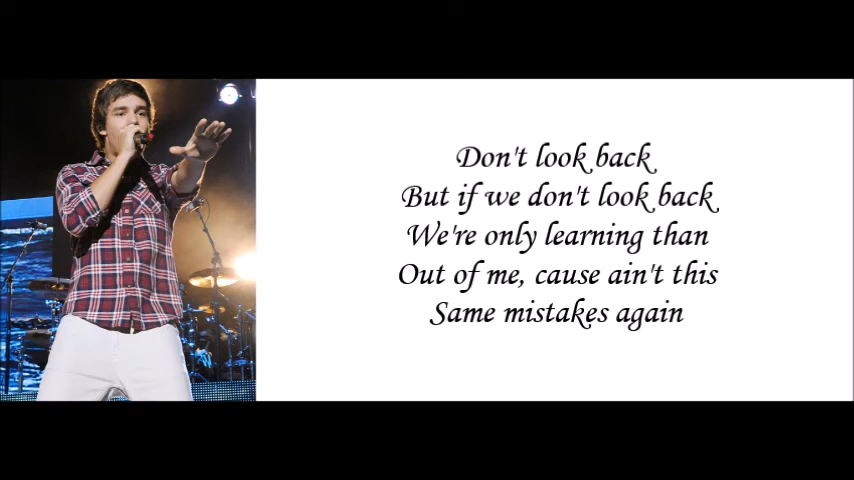 Don't look back
But if we don't look back
We're only learning than
Out of me, cause ain't this
Same mistakes again